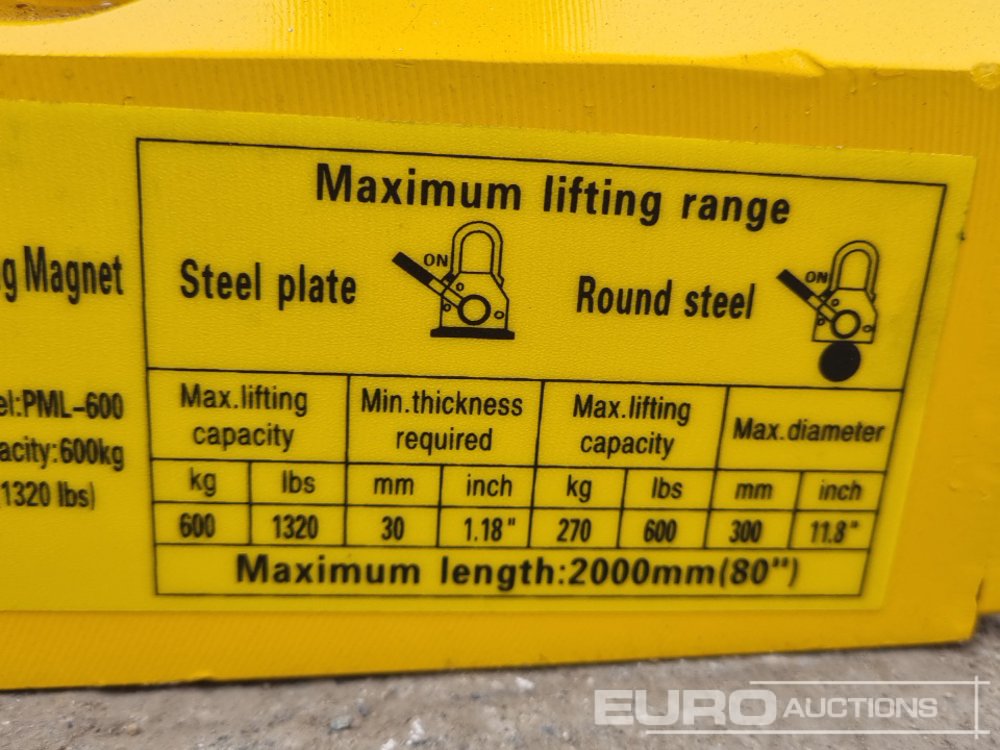 g Magnet
el:PML-600
acity:600kg
(1320 lbs)
Maximum lifting range
Steel plate
ON
Round steel
ON
Max.lifting capacity
Min.thickness required
Max.lifting capacity
Max.diameter
kg lbs mm inch kg lbs mm inch
600 1320 30 1.18" 270 600 300 11.8"
Maximum length:2000mm(80")
EURO AUCTIONS